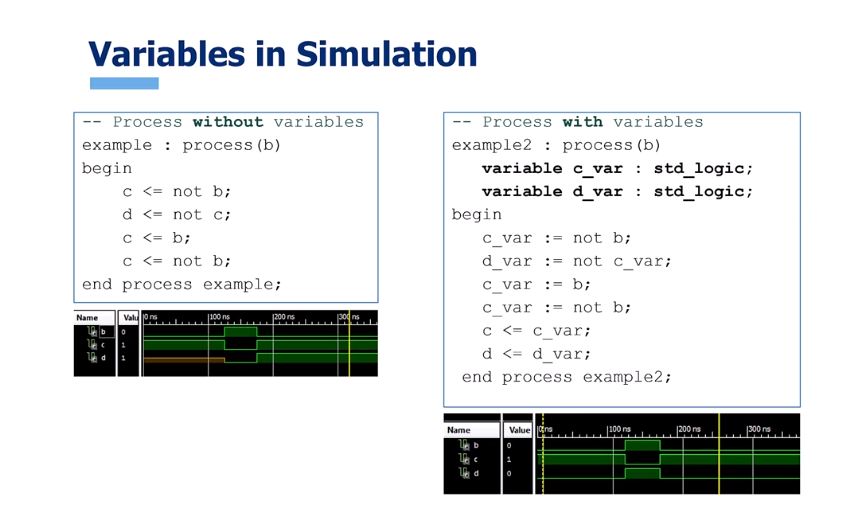 Variables in Simulation
-- Process without variables
example : process(b)
begin
c <= not b;
d <= not c;
c <= b;
c <= not b;
end process example;
Name Valu 0 ns 100 ns 200 ns 300 ns
b 0
c 1
d 1
-- Process with variables
example2 : process(b)
variable c_var : std_logic;
variable d_var : std_logic;
begin
c_var := not b;
d_var := not c_var;
c_var := b;
c_var := not b;
c <= c_var;
d <= d_var;
end process example2;
Name Value 0 ns 100 ns 200 ns 300 ns
b 0
c 1
d 0